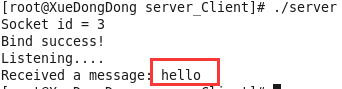 [root@XueDongDong server_Client]# ./server
Socket id = 3
Bind success!
Listening....
Received a message: hello